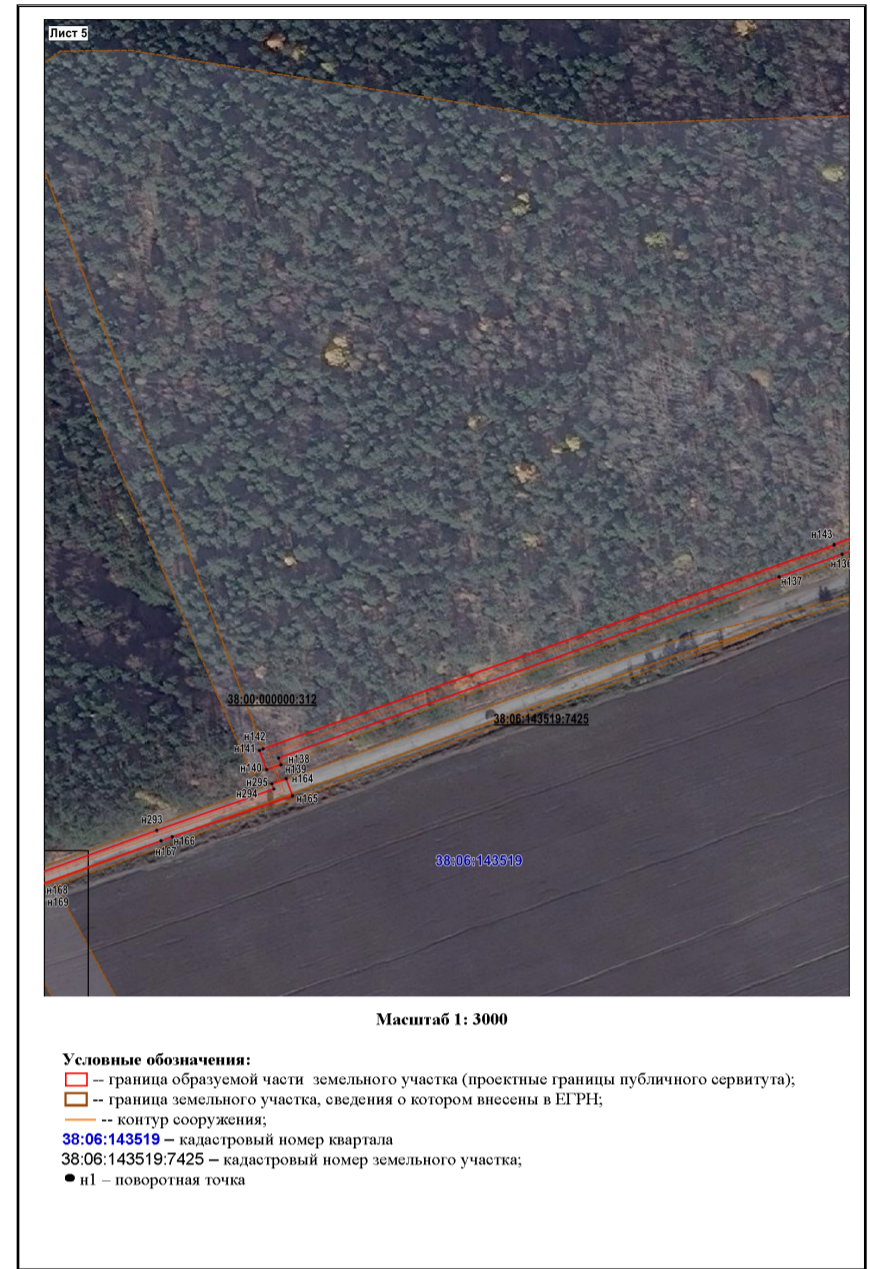 Лист 5
н143
н136
н137
38:00:000000:312
38:06:143519:7425
н142
н141
н138
н140
н139
н164
н295
н294
н165
н293
н166
н167
38:06:143519
н168
н169
Масштаб 1: 3000
Условные обозначения:
-- граница образуемой части земельного участка (проектные границы публичного сервитута);
-- граница земельного участка, сведения о котором внесены в ЕГРН;
-- контур сооружения;
38:06:143519 – кадастровый номер квартала
38:06:143519:7425 – кадастровый номер земельного участка;
н1 – поворотная точка